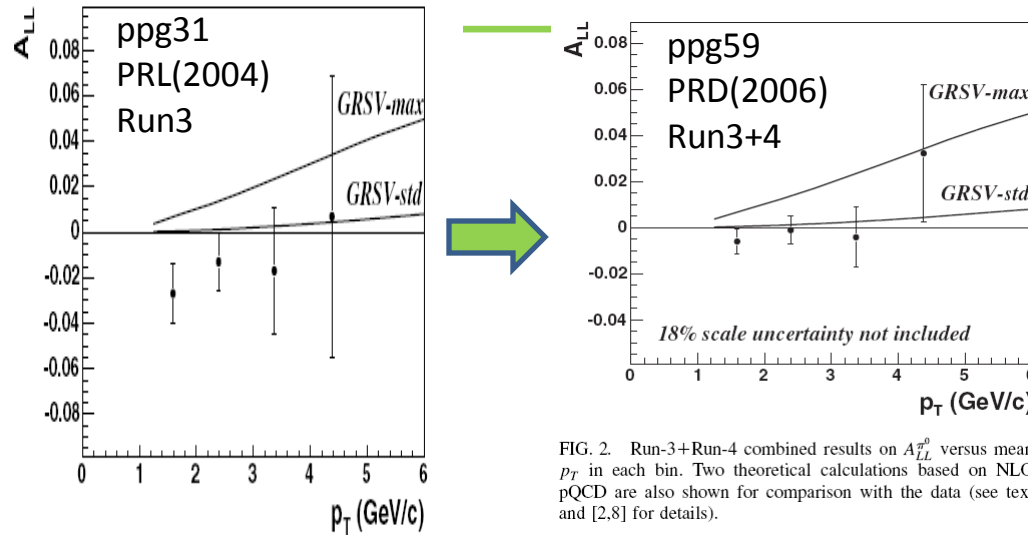 A_LL
ppg31
PRL(2004)
Run3
GRSV-max
GRSV-std
0.08
0.06
0.04
0.02
0
-0.02
-0.04
-0.06
-0.08
0 1 2 3 4 5 6
p_T (GeV/c)
A_LL
ppg59
PRD(2006)
Run3+4
GRSV-max
GRSV-std
0.08
0.06
0.04
0.02
0
-0.02
-0.04
18% scale uncertainty not included
0 1 2 3 4 5
p_T (GeV/c)
FIG. 2. Run-3+Run-4 combined results on A_LL^π0 versus mean
p_T in each bin. Two theoretical calculations based on NLO
pQCD are also shown for comparison with the data (see tex
and [2,8] for details).